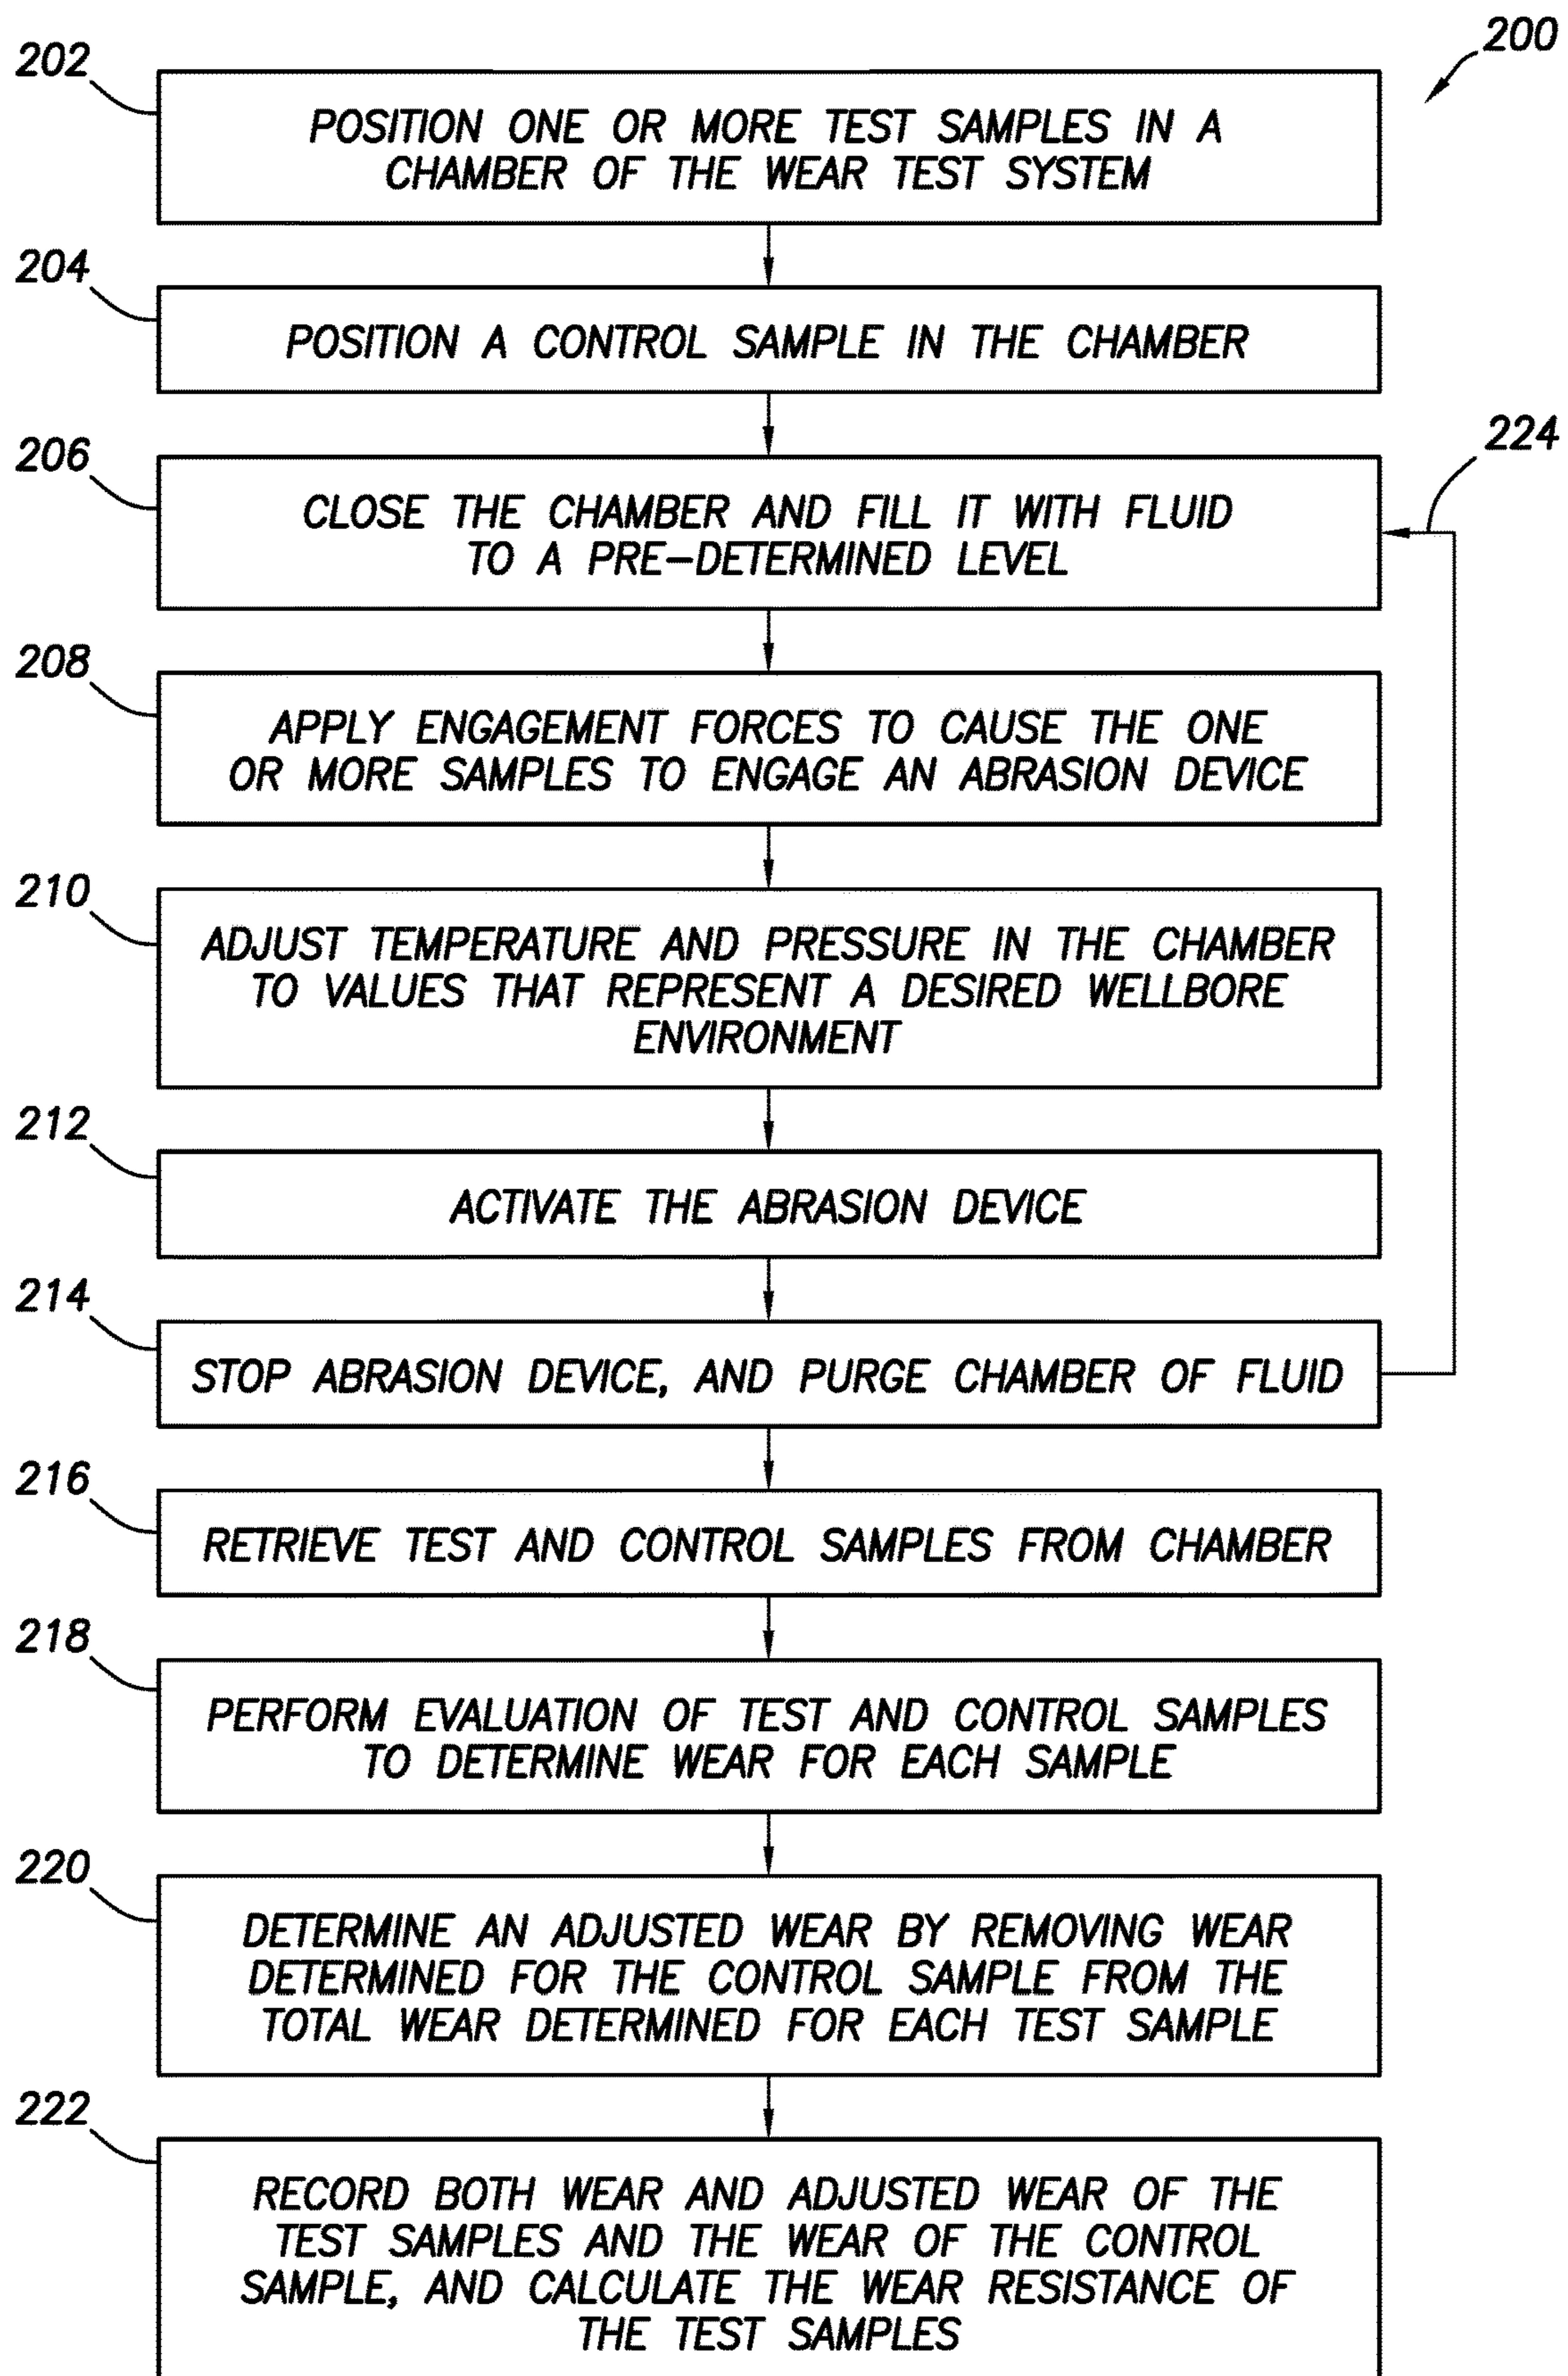 200
202
POSITION ONE OR MORE TEST SAMPLES IN A
CHAMBER OF THE WEAR TEST SYSTEM
204
POSITION A CONTROL SAMPLE IN THE CHAMBER
206
224
CLOSE THE CHAMBER AND FILL IT WITH FLUID
TO A PRE-DETERMINED LEVEL
208
APPLY ENGAGEMENT FORCES TO CAUSE THE ONE
OR MORE SAMPLES TO ENGAGE AN ABRASION DEVICE
210
ADJUST TEMPERATURE AND PRESSURE IN THE CHAMBER
TO VALUES THAT REPRESENT A DESIRED WELLBORE
ENVIRONMENT
212
ACTIVATE THE ABRASION DEVICE
214
STOP ABRASION DEVICE, AND PURGE CHAMBER OF FLUID
216
RETRIEVE TEST AND CONTROL SAMPLES FROM CHAMBER
218
PERFORM EVALUATION OF TEST AND CONTROL SAMPLES
TO DETERMINE WEAR FOR EACH SAMPLE
220
DETERMINE AN ADJUSTED WEAR BY REMOVING WEAR
DETERMINED FOR THE CONTROL SAMPLE FROM THE
TOTAL WEAR DETERMINED FOR EACH TEST SAMPLE
222
RECORD BOTH WEAR AND ADJUSTED WEAR OF THE
TEST SAMPLES AND THE WEAR OF THE CONTROL
SAMPLE, AND CALCULATE THE WEAR RESISTANCE OF
THE TEST SAMPLES